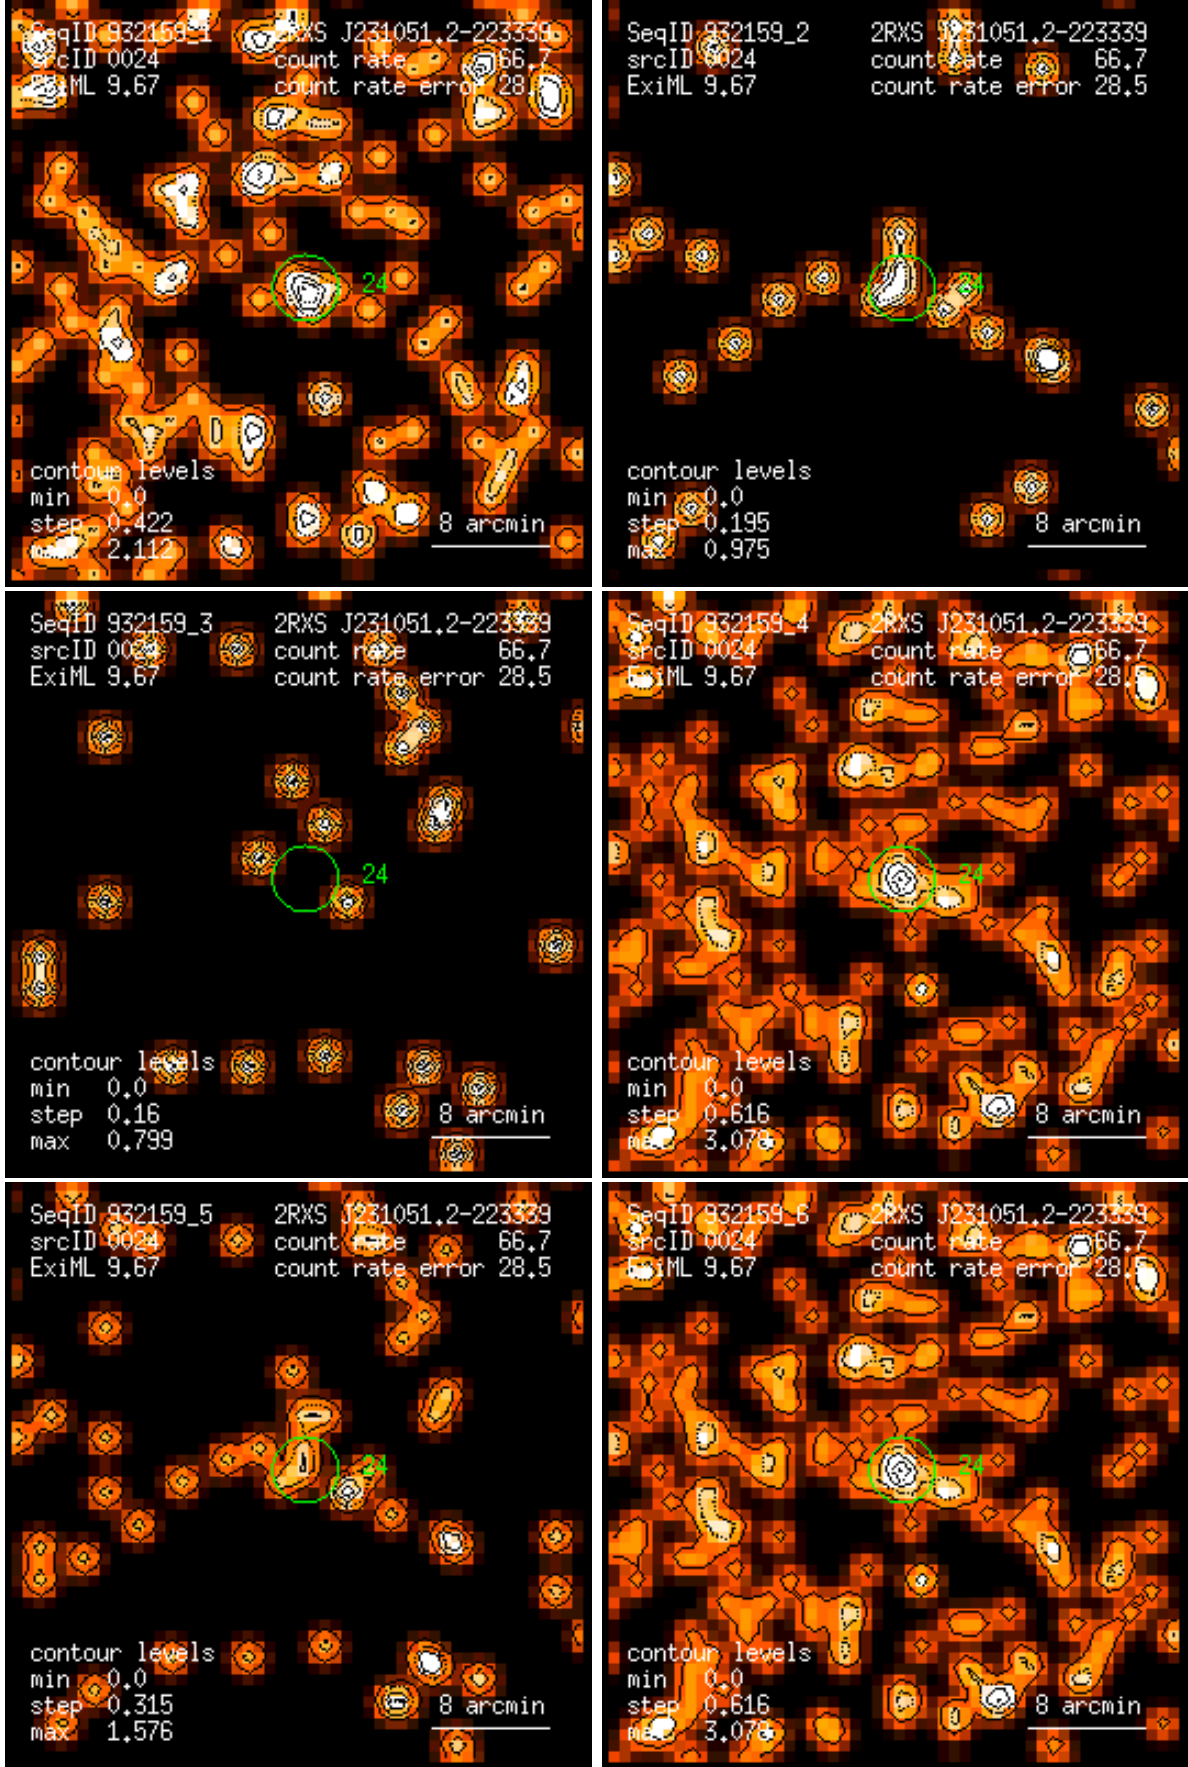 SeqID 932159_1 2RXS J231051.2-223339
srcID 0024 count rate 66.7
ExiML 9.67 count rate error 28.5
24
contour levels
min 0.0
step 0.422
max 2.112
8 arcmin
SeqID 932159_2 2RXS J231051.2-223339
srcID 0024 count rate 66.7
ExiML 9.67 count rate error 28.5
24
contour levels
min 0.0
step 0.195
max 0.975
8 arcmin
SeqID 932159_3 2RXS J231051.2-223339
srcID 0024 count rate 66.7
ExiML 9.67 count rate error 28.5
24
contour levels
min 0.0
step 0.16
max 0.799
8 arcmin
SeqID 932159_4 2RXS J231051.2-223339
srcID 0024 count rate 66.7
ExiML 9.67 count rate error 28.5
24
contour levels
min 0.0
step 0.616
max 3.078
8 arcmin
SeqID 932159_5 2RXS J231051.2-223339
srcID 0024 count rate 66.7
ExiML 9.67 count rate error 28.5
24
contour levels
min 0.0
step 0.315
max 1.576
8 arcmin
SeqID 932159_6 2RXS J231051.2-223339
srcID 0024 count rate 66.7
ExiML 9.67 count rate error 28.5
24
contour levels
min 0.0
step 0.616
max 3.078
8 arcmin